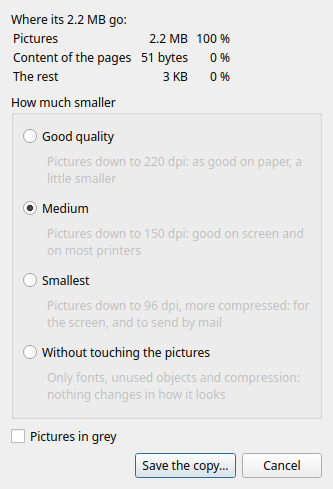 Where its 2.2 MB go:
Pictures 2.2 MB 100 %
Content of the pages 51 bytes 0 %
The rest 3 KB 0 %
How much smaller
Good quality
Pictures down to 220 dpi: as good on paper, a
little smaller
Medium
Pictures down to 150 dpi: good on screen and
on most printers
Smallest
Pictures down to 96 dpi, more compressed: for
the screen, and to send by mail
Without touching the pictures
Only fonts, unused objects and compression:
nothing changes in how it looks
Pictures in grey
Save the copy... Cancel